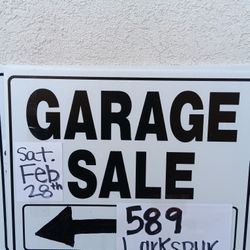 GARAGE
SALE
Sat.
Feb
28th
589
Larkspur